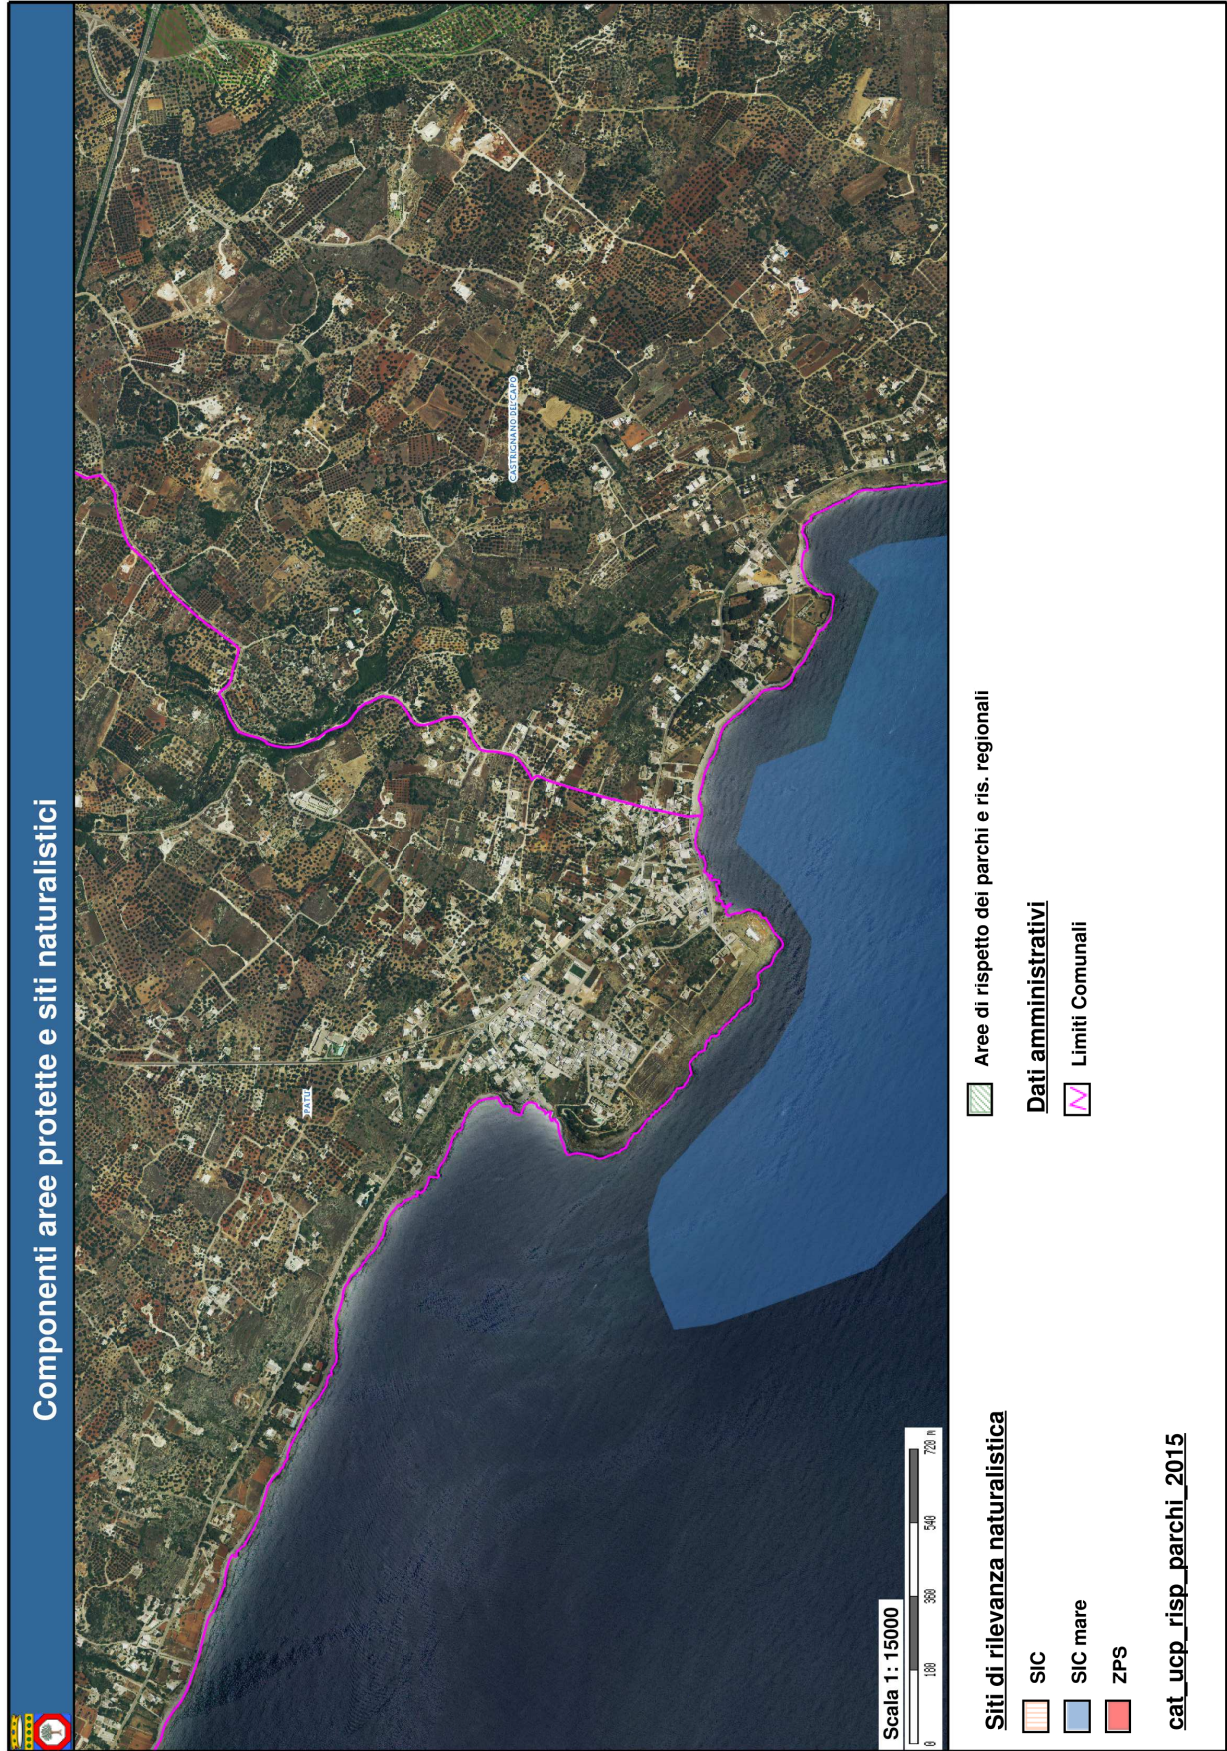 Componenti aree protette e siti naturalistici
CASTRIGNANO DEL CAPO
PATU'
Scala 1 : 15000
0 180 360 540 720 m
Siti di rilevanza naturalistica
SIC
SIC mare
ZPS
cat_ucp_risp_parchi_2015
Aree di rispetto dei parchi e ris. regionali
Dati amministrativi
Limiti Comunali